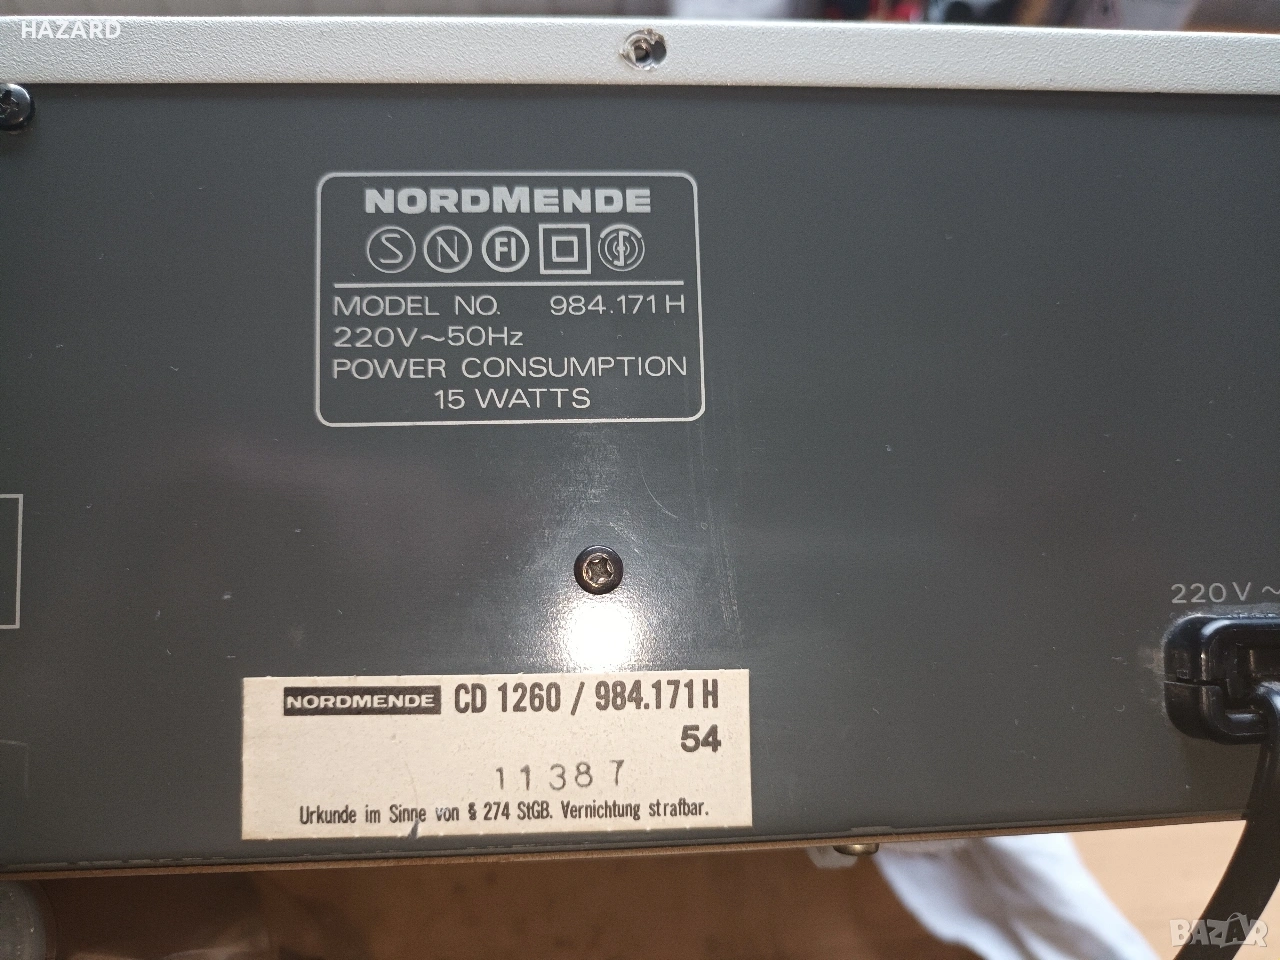 HAZARD
NORDMENDE
S N FI
MODEL NO. 984.171 H
220V~50Hz
POWER CONSUMPTION
15 WATTS
220V~
NORDMENDE CD 1260 / 984.171 H
54
11387
Urkunde im Sinne von § 274 StGB. Vernichtung strafbar.
BAZAR